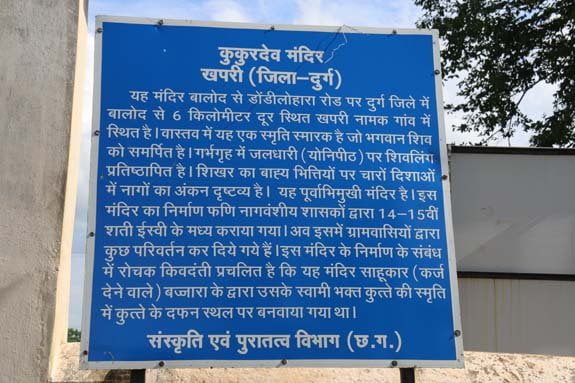 कुकुरदेव मंदिर
खपरी (जिला–दुर्ग)
यह मंदिर बालोद से डोंडीलोहारा रोड पर दुर्ग जिले में
बालोद से 6 किलोमीटर दूर स्थित खपरी नामक गांव में
स्थित है। वास्तव में यह एक स्मृति स्मारक है जो भगवान शिव
को समर्पित है। गर्भगृह में जलधारी (योनिपीठ) पर शिवलिंग
प्रतिष्ठापित है। शिखर का बाह्य भित्तियों पर चारों दिशाओं
में नागों का अंकन दृष्टव्य है। यह पूर्वाभिमुखी मंदिर है। इस
मंदिर का निर्माण फणि नागवंशीय शासकों द्वारा 14–15वीं
शती ईस्वी के मध्य कराया गया। अव इसमें ग्रामवासियों द्वारा
कुछ परिवर्तन कर दिये गये हैं। इस मंदिर के निर्माण के संबंध
में रोचक किवदंती प्रचलित है कि यह मंदिर साहूकार (कर्ज
देने वाले) बज्जारा के द्वारा उसके स्वामी भक्त कुत्ते की स्मृति
में कुत्ते के दफन स्थल पर बनवाया गया था।
संस्कृति एवं पुरातत्व विभाग (छ.ग.)